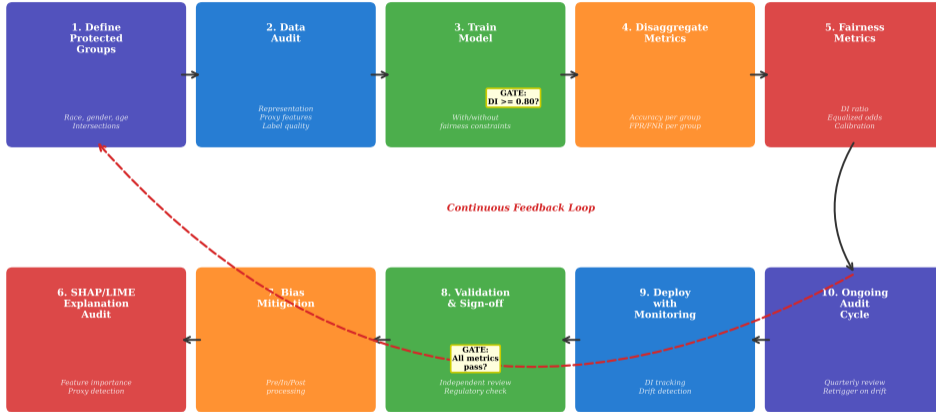 1. Define
Protected
Groups
Race, gender, age
Intersections
2. Data
Audit
Representation
Proxy features
Label quality
3. Train
Model
GATE:
DI >= 0.80?
With/without
fairness constraints
4. Disaggregate
Metrics
Accuracy per group
FPR/FNR per group
5. Fairness
Metrics
DI ratio
Equalized odds
Calibration
Continuous Feedback Loop
6. SHAP/LIME
Explanation
Audit
Feature importance
Proxy detection
7. Bias
Mitigation
Pre/In/Post
processing
8. Validation
& Sign-off
GATE:
All metrics
pass?
Independent review
Regulatory check
9. Deploy
with
Monitoring
DI tracking
Drift detection
10. Ongoing
Audit
Cycle
Quarterly review
Retrigger on drift